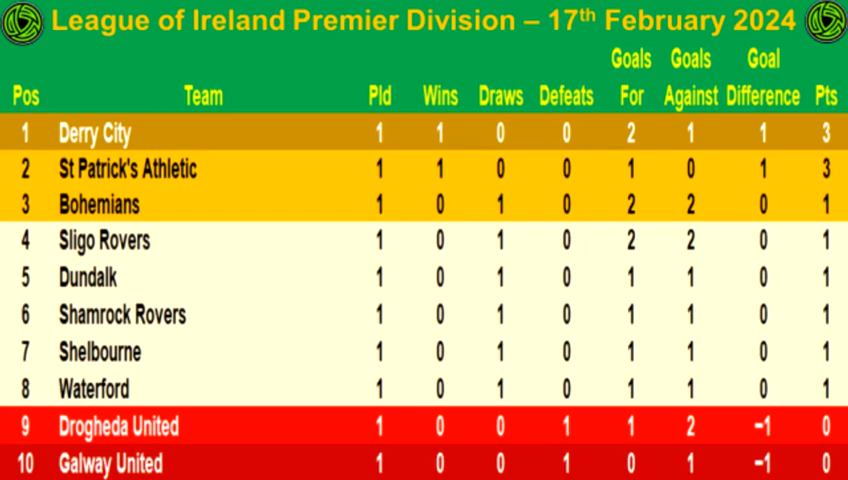 League of Ireland Premier Division – 17th February 2024
Goals Goals Goal
Pos Team Pld Wins Draws Defeats For Against Difference Pts
1 Derry City 1 1 0 0 2 1 1 3
2 St Patrick's Athletic 1 1 0 0 1 0 1 3
3 Bohemians 1 0 1 0 2 2 0 1
4 Sligo Rovers 1 0 1 0 2 2 0 1
5 Dundalk 1 0 1 0 1 1 0 1
6 Shamrock Rovers 1 0 1 0 1 1 0 1
7 Shelbourne 1 0 1 0 1 1 0 1
8 Waterford 1 0 1 0 1 1 0 1
9 Drogheda United 1 0 0 1 1 2 −1 0
10 Galway United 1 0 0 1 0 1 −1 0